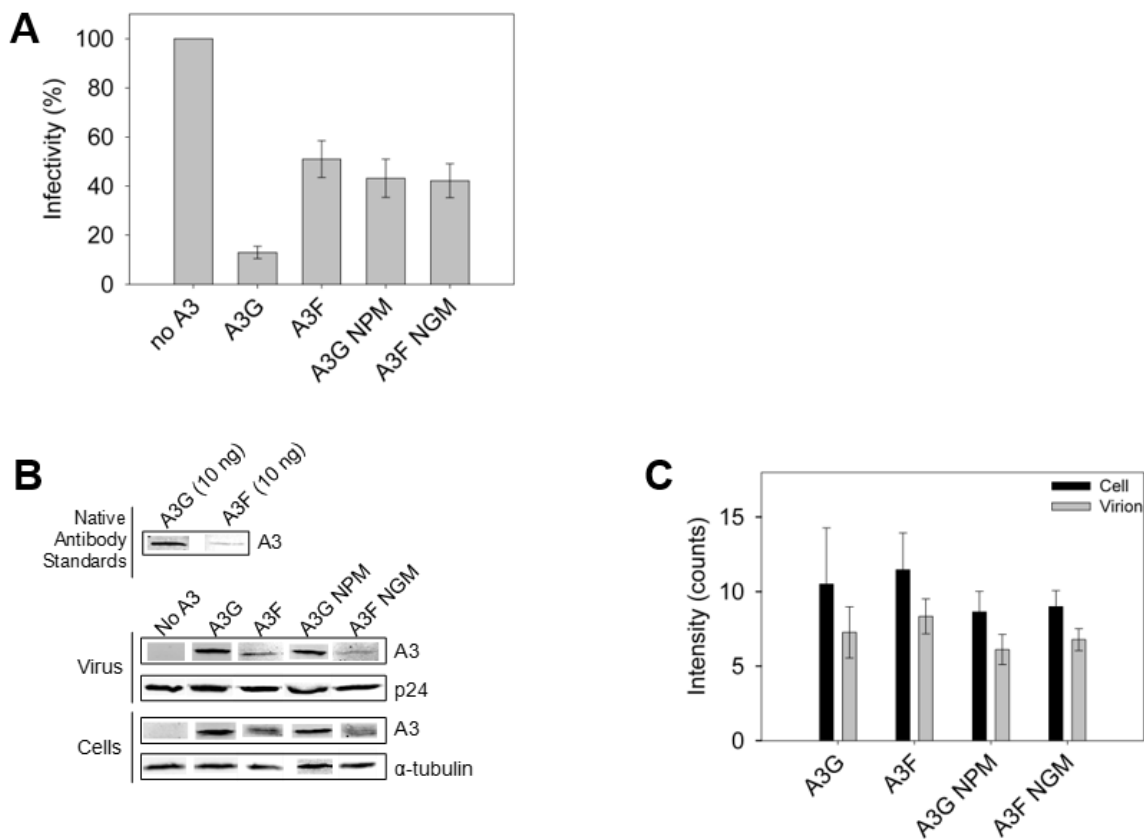 A
Infectivity (%)
100
80
60
40
20
0
no A3
A3G
A3F
A3G NPM
A3F NGM
B
A3G (10 ng)
A3F (10 ng)
Native
Antibody
Standards
A3
No A3
A3G
A3F
A3G NPM
A3F NGM
Virus
A3
p24
Cells
A3
α-tubulin
C
Cell
Virion
Intensity (counts)
15
10
5
0
A3G
A3F
A3G NPM
A3F NGM